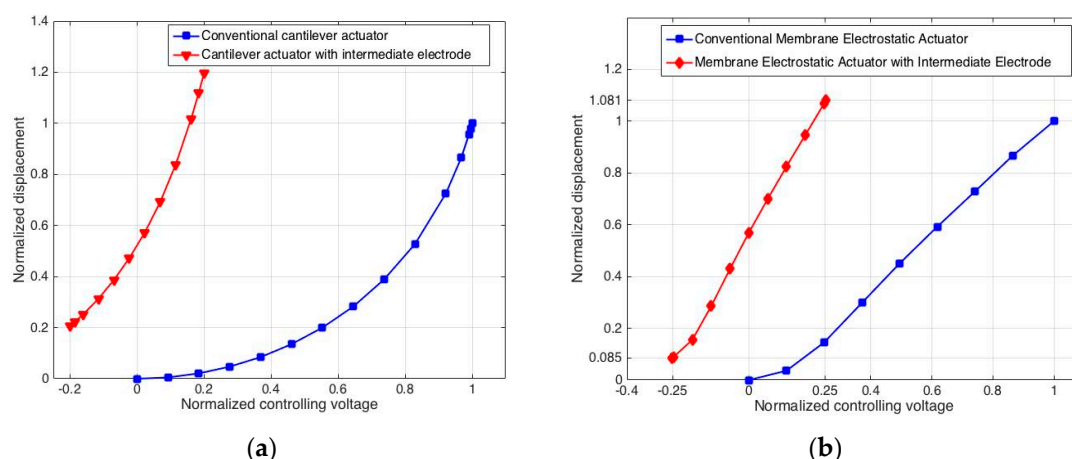 Conventional cantilever actuator
Cantilever actuator with intermediate electrode
1.4
1.2
1
0.8
0.6
0.4
0.2
0
Normalized displacement
-0.2 0 0.2 0.4 0.6 0.8 1
Normalized controlling voltage
(a)
Conventional Membrane Electrostatic Actuator
Membrane Electrostatic Actuator with Intermediate Electrode
1.2
1.081
1
0.8
0.6
0.4
0.2
0.085
0
Normalized displacement
-0.4 -0.25 0 0.25 0.4 0.6 0.8 1
Normalized controlling voltage
(b)